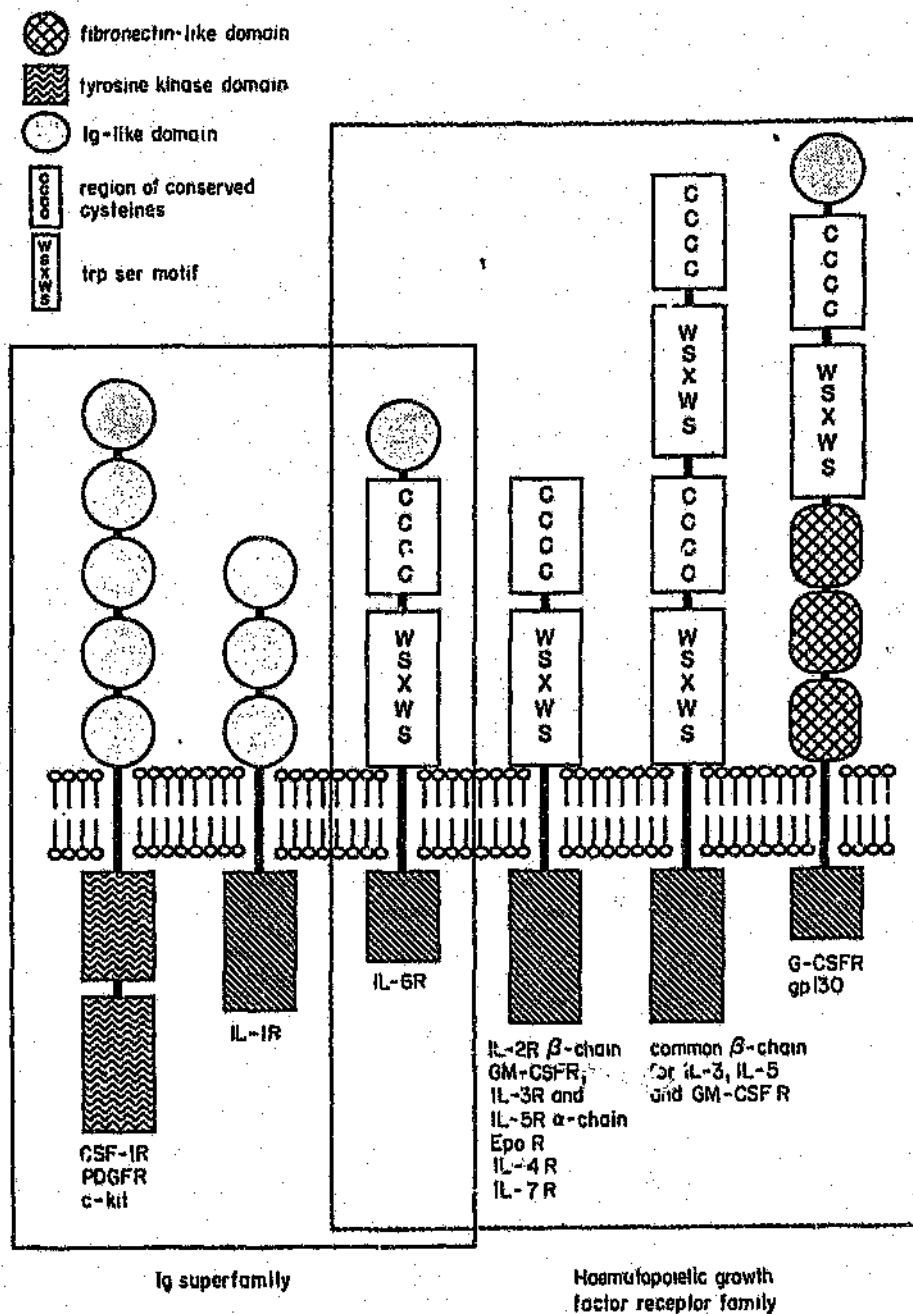 fibronectin-like domain
tyrosine kinase domain
Ig-like domain
CCCC
region of conserved
cysteines
WSXWS
trp ser motif
C
C
C
C
W
S
X
W
S
C
C
C
C
W
S
X
W
S
C
C
C
C
W
S
X
W
S
C
C
C
C
W
S
X
W
S
C
C
C
C
W
S
X
W
S
CSF-1R
PDGFR
c-kit
IL-1R
IL-6R
IL-2R β-chain
GM-CSFR,
IL-3R and
IL-5R α-chain
Epo R
IL-4 R
IL-7 R
common β-chain
for IL-3, IL-5
and GM-CSF R
G-CSFR
gp130
Ig superfamily
Haemutopoietic growth
factor receptor family